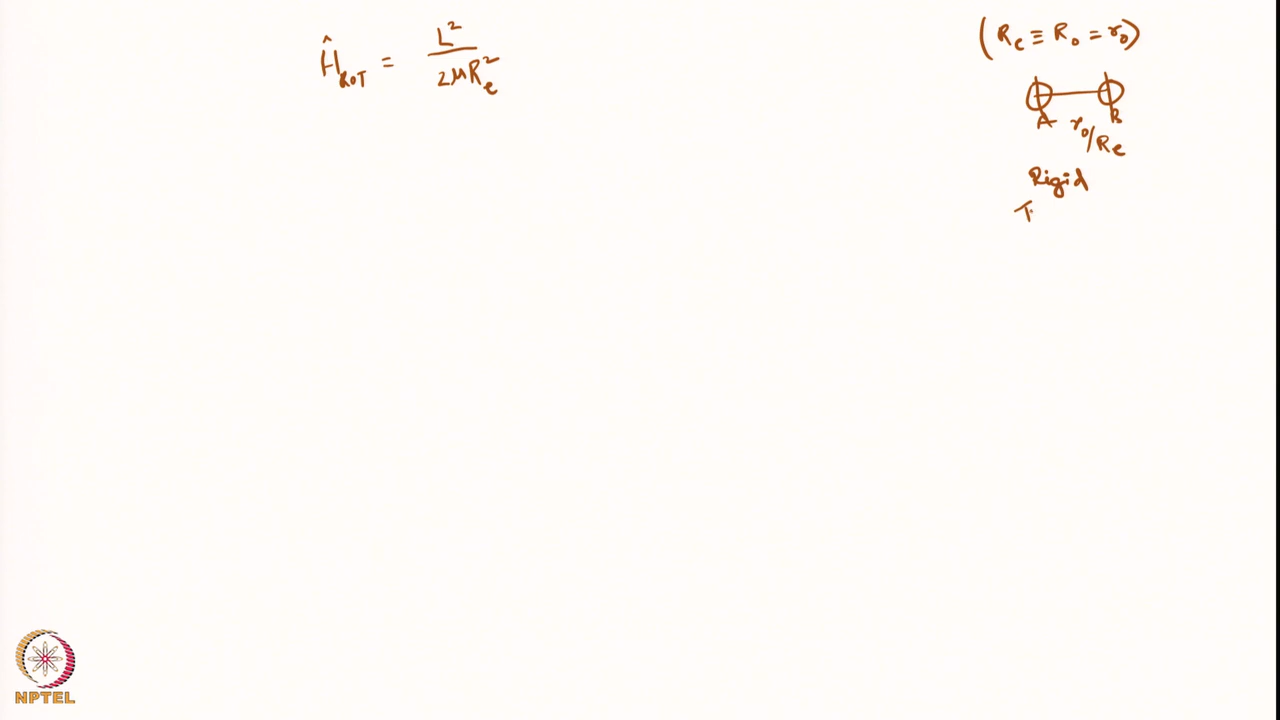 Ĥ_ROT = L² / 2μR_e²
(R_e ≡ R_0 = r_0)
A B
r_0/R_e
Rigid
T
NPTEL